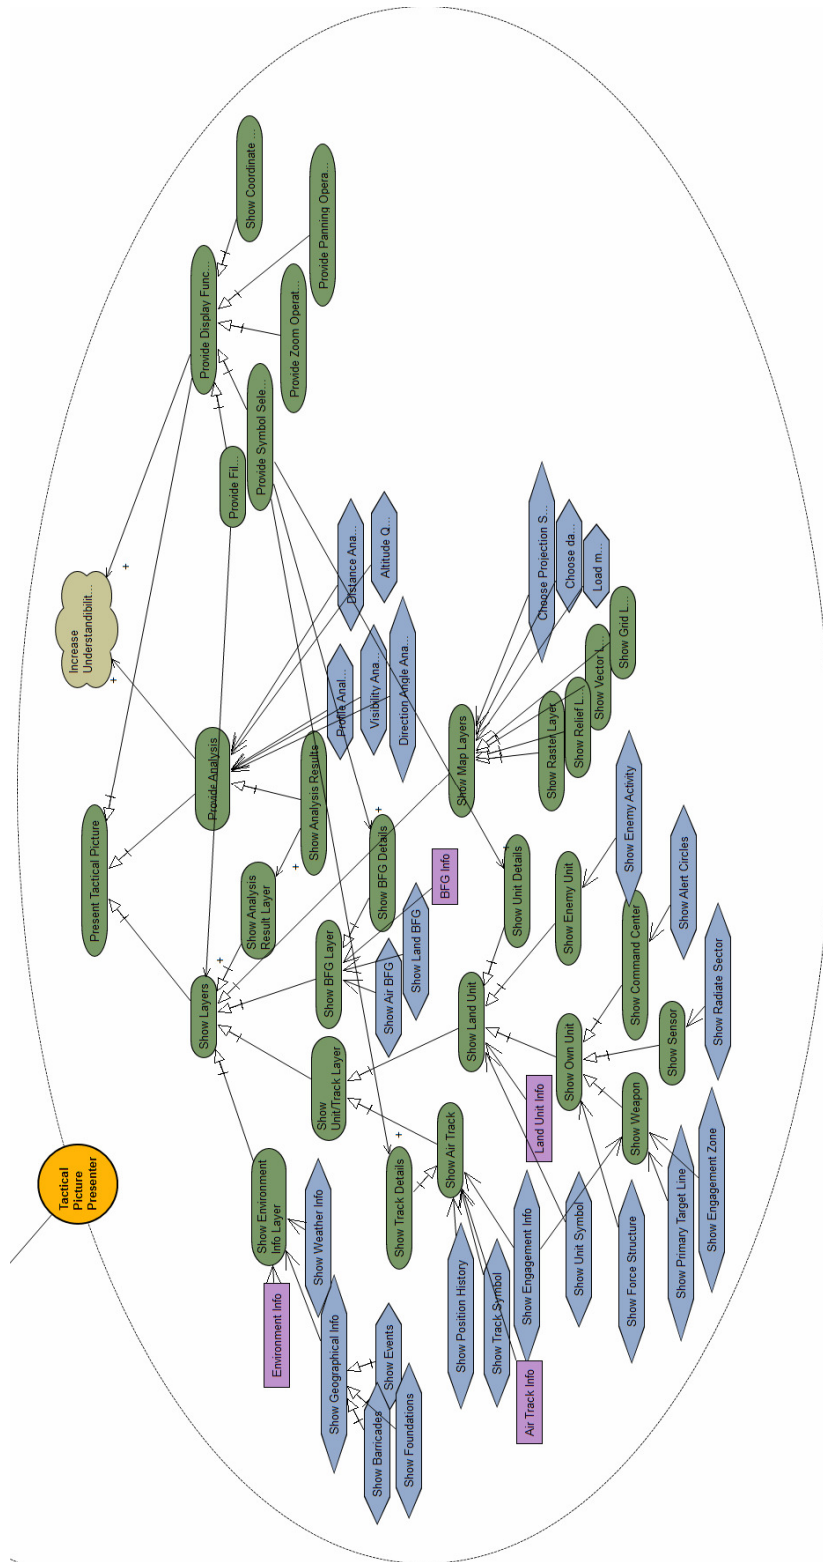 Tactical
Picture
Presenter
Increase
Understandibilit...
Present Tactical Picture
Show Layers
Provide Analysis
Provide Display Func...
Show Coordinate ...
Provide Panning Opera...
Provide Zoom Operat...
Provide Symbol Sele...
Provide Fil...
Show Environment
Info Layer
Show
Unit/Track Layer
Show BFG Layer
Show Analysis
Result Layer
Show Analysis Results
Profile Anal...
Visibility Ana...
Direction Angle Ana...
Distance Ana...
Altitude Q...
Environment Info
Show Weather Info
Show Geographical Info
Show Events
Show Barricades
Show Foundations
Show Track Details
Show Air Track
Show Air BFG
Show Land BFG
Show BFG Details
BFG Info
Show Map Layers
Choose Projection S...
Choose da...
Load m...
Show Raster Layer
Show Relief L...
Show Vector L...
Show Grid L...
Show Position History
Show Track Symbol
Show Engagement Info
Air Track Info
Show Land Unit
Show Unit Details
Land Unit Info
Show Unit Symbol
Show Own Unit
Show Enemy Unit
Show Enemy Activity
Show Weapon
Show Sensor
Show Command Center
Show Force Structure
Show Primary Target Line
Show Engagement Zone
Show Radiate Sector
Show Alert Circles
+
+
+
+
+
+
+